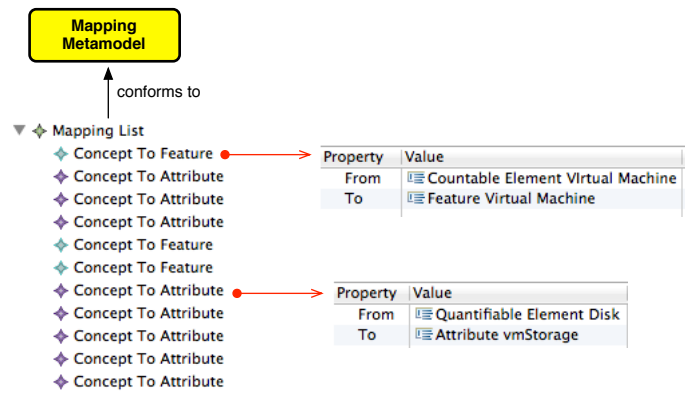 Mapping
Metamodel
conforms to
Mapping List
Concept To Feature
Concept To Attribute
Concept To Attribute
Concept To Attribute
Concept To Feature
Concept To Feature
Concept To Attribute
Concept To Attribute
Concept To Attribute
Concept To Attribute
Concept To Attribute
Property Value
From Countable Element VIrtual Machine
To Feature Virtual Machine
Property Value
From Quantifiable Element Disk
To Attribute vmStorage